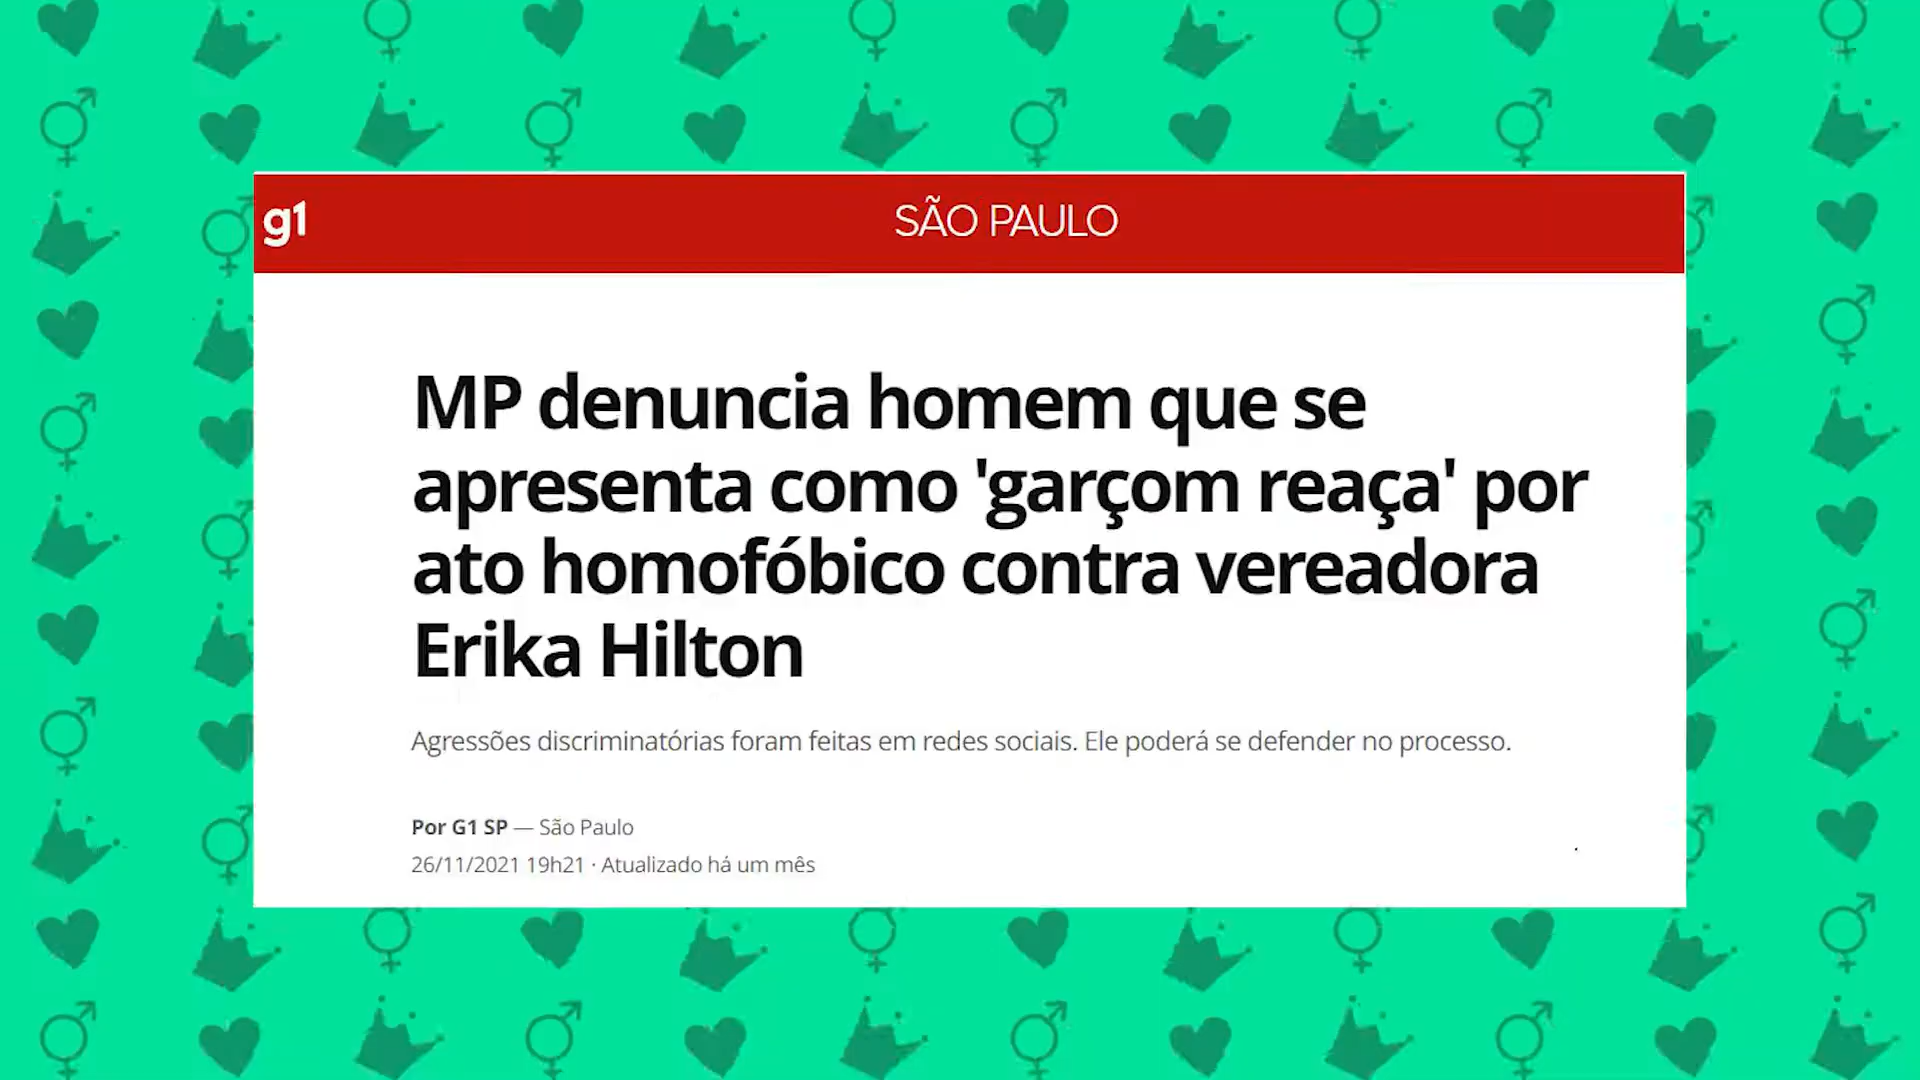 g1
SÃO PAULO
MP denuncia homem que se
apresenta como 'garçom reaça' por
ato homofóbico contra vereadora
Erika Hilton
Agressões discriminatórias foram feitas em redes sociais. Ele poderá se defender no processo.
Por G1 SP — São Paulo
26/11/2021 19h21 · Atualizado há um mês